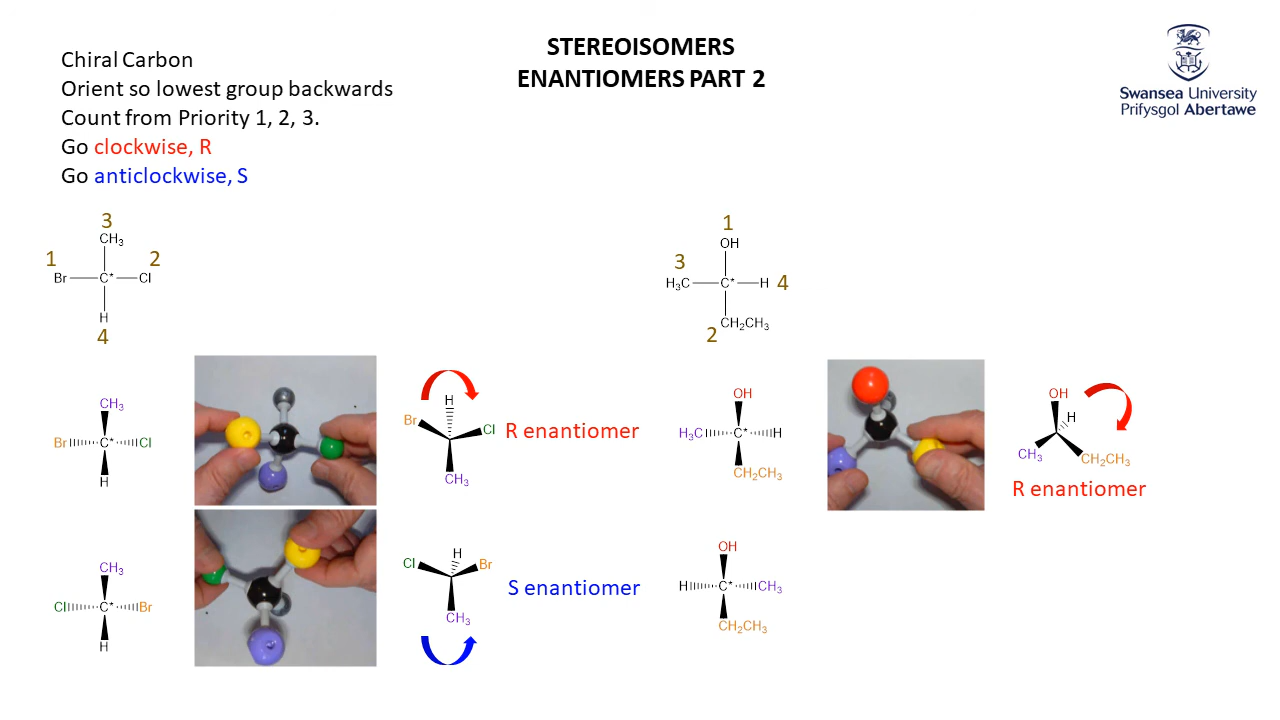 STEREOISOMERS
ENANTIOMERS PART 2
Swansea University
Prifysgol Abertawe
Chiral Carbon
Orient so lowest group backwards
Count from Priority 1, 2, 3.
Go clockwise, R
Go anticlockwise, S
3
CH₃
1
2
Br
C*
Cl
H
4
1
OH
3
H₃C
C*
H
4
CH₂CH₃
2
CH₃
Br
C*
Cl
H
H
Br
Cl
CH₃
R enantiomer
OH
H₃C
C*
H
CH₂CH₃
OH
H
CH₃
CH₂CH₃
R enantiomer
CH₃
Cl
C*
Br
H
H
Cl
Br
CH₃
S enantiomer
OH
H
C*
CH₃
CH₂CH₃